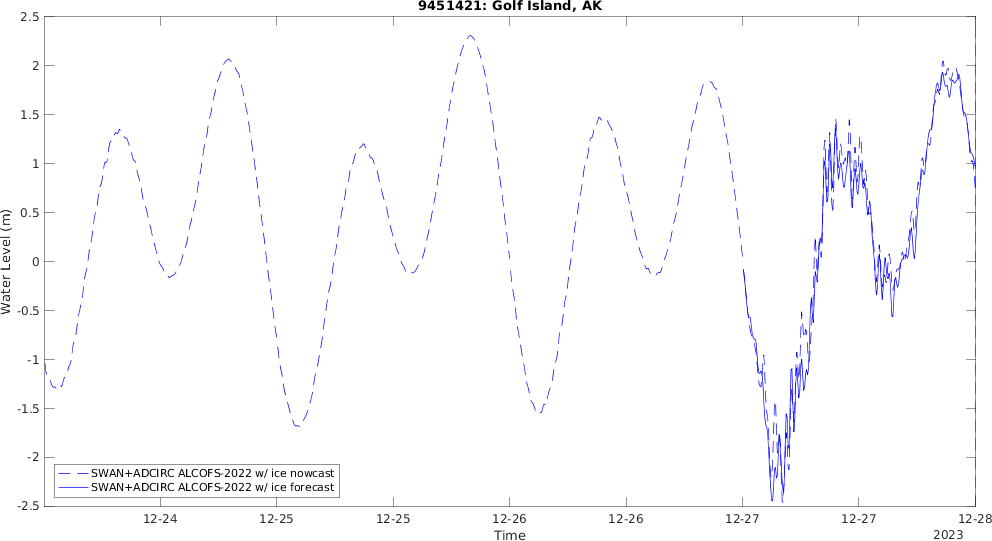 9451421: Golf Island, AK
2.5
2
1.5
1
0.5
0
-0.5
-1
-1.5
-2
-2.5
Water Level (m)
SWAN+ADCIRC ALCOFS-2022 w/ ice nowcast
SWAN+ADCIRC ALCOFS-2022 w/ ice forecast
12-24 12-25 12-25 12-26 12-26 12-27 12-27 12-28
Time
2023